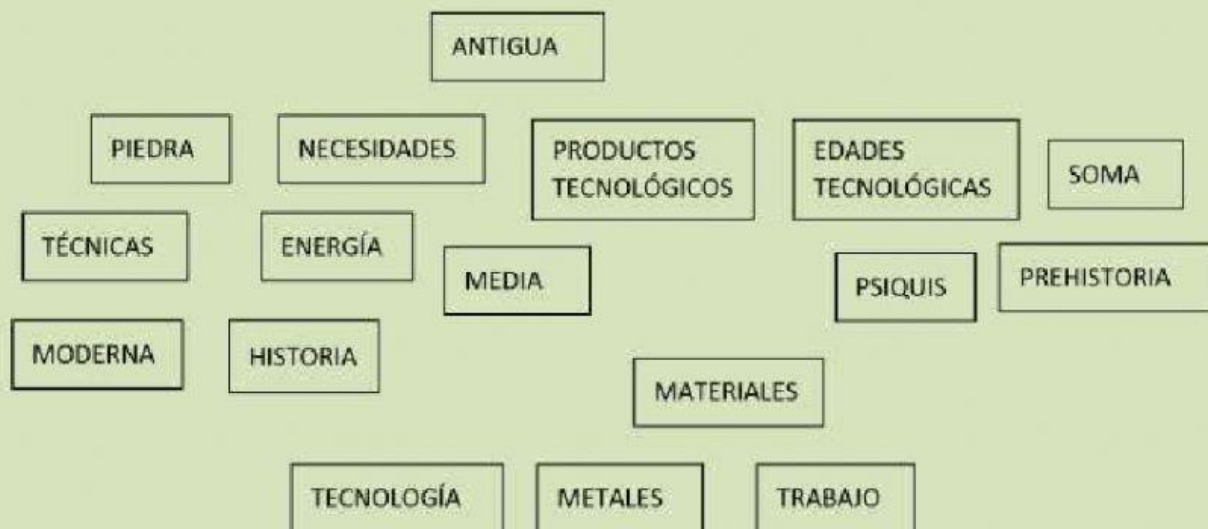 ANTIGUA
PIEDRA
NECESIDADES
PRODUCTOS
TECNOLÓGICOS
EDADES
TECNOLÓGICAS
SOMA
TÉCNICAS
ENERGÍA
MEDIA
PSIQUIS
PREHISTORIA
MODERNA
HISTORIA
MATERIALES
TECNOLOGÍA
METALES
TRABAJO